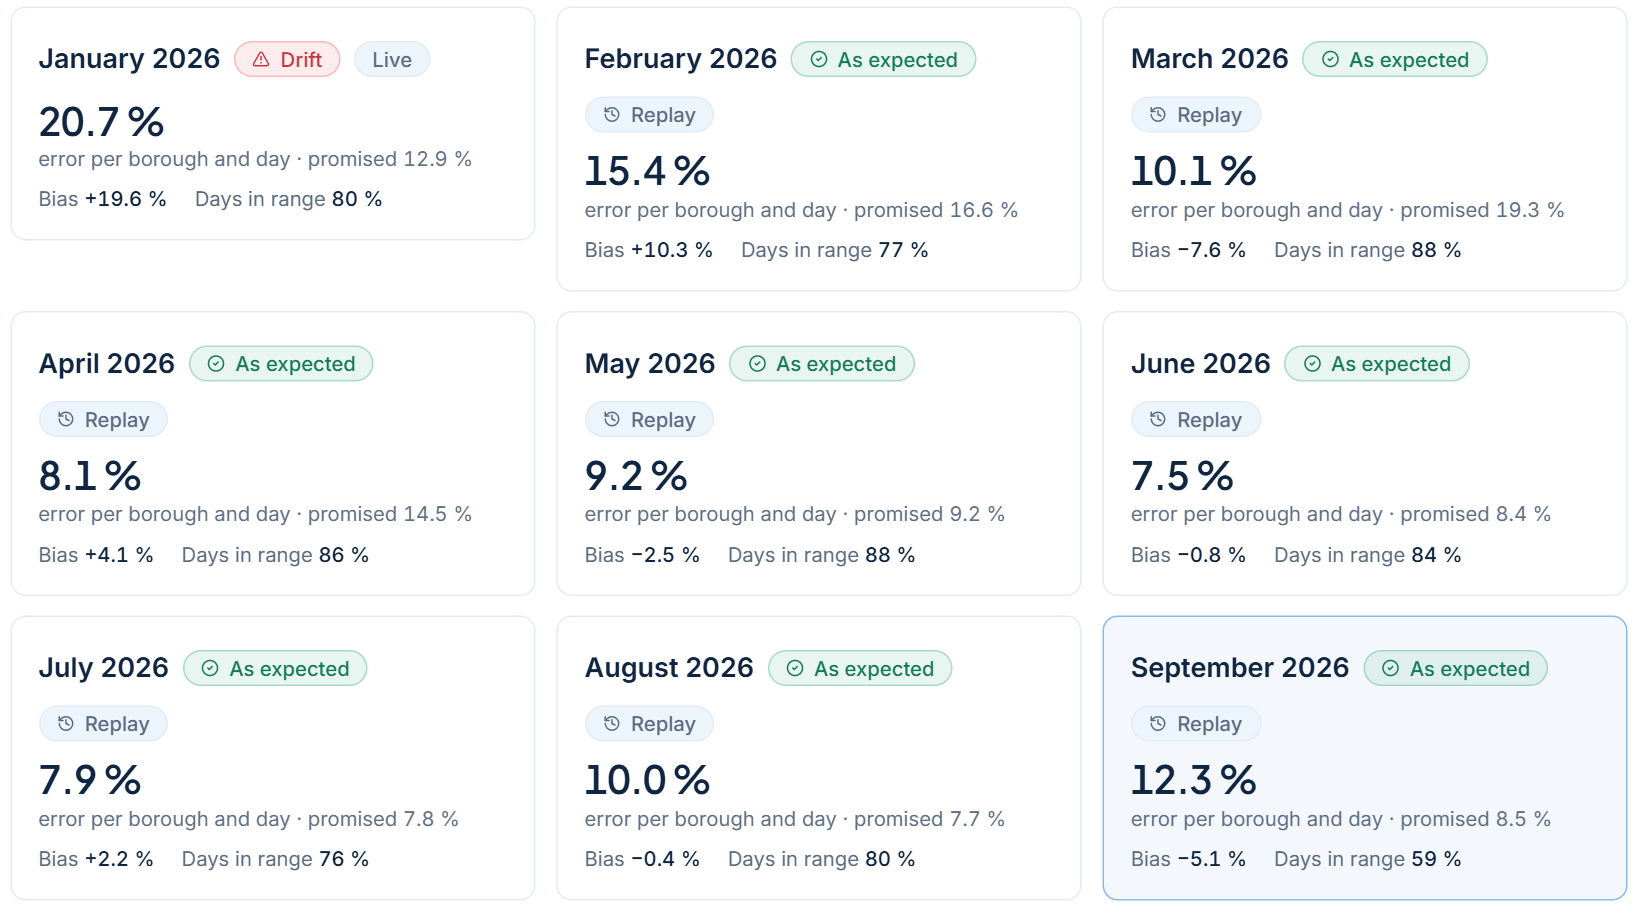 January 2026 Drift Live
20.7 %
error per borough and day · promised 12.9 %
Bias +19.6 % Days in range 80 %
February 2026 As expected
Replay
15.4 %
error per borough and day · promised 16.6 %
Bias +10.3 % Days in range 77 %
March 2026 As expected
Replay
10.1 %
error per borough and day · promised 19.3 %
Bias −7.6 % Days in range 88 %
April 2026 As expected
Replay
8.1 %
error per borough and day · promised 14.5 %
Bias +4.1 % Days in range 86 %
May 2026 As expected
Replay
9.2 %
error per borough and day · promised 9.2 %
Bias −2.5 % Days in range 88 %
June 2026 As expected
Replay
7.5 %
error per borough and day · promised 8.4 %
Bias −0.8 % Days in range 84 %
July 2026 As expected
Replay
7.9 %
error per borough and day · promised 7.8 %
Bias +2.2 % Days in range 76 %
August 2026 As expected
Replay
10.0 %
error per borough and day · promised 7.7 %
Bias −0.4 % Days in range 80 %
September 2026 As expected
Replay
12.3 %
error per borough and day · promised 8.5 %
Bias −5.1 % Days in range 59 %